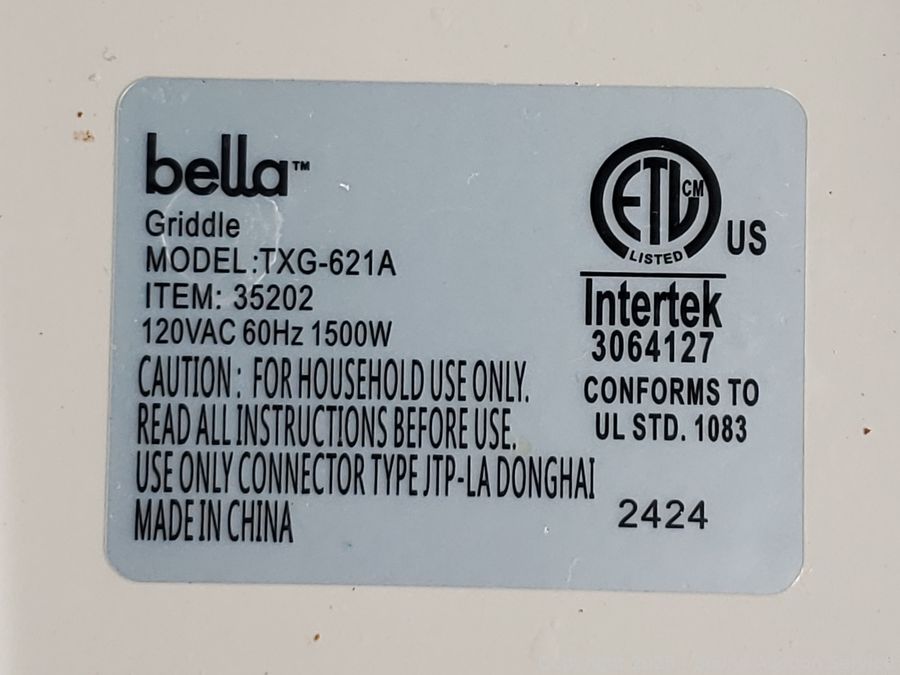 bella™
Griddle
MODEL:TXG-621A
ITEM: 35202
120VAC 60Hz 1500W
CAUTION : FOR HOUSEHOLD USE ONLY.
READ ALL INSTRUCTIONS BEFORE USE.
USE ONLY CONNECTOR TYPE JTP-LA DONGHAI
MADE IN CHINA
ETL CM
LISTED
US
Intertek
3064127
CONFORMS TO
UL STD. 1083
2424